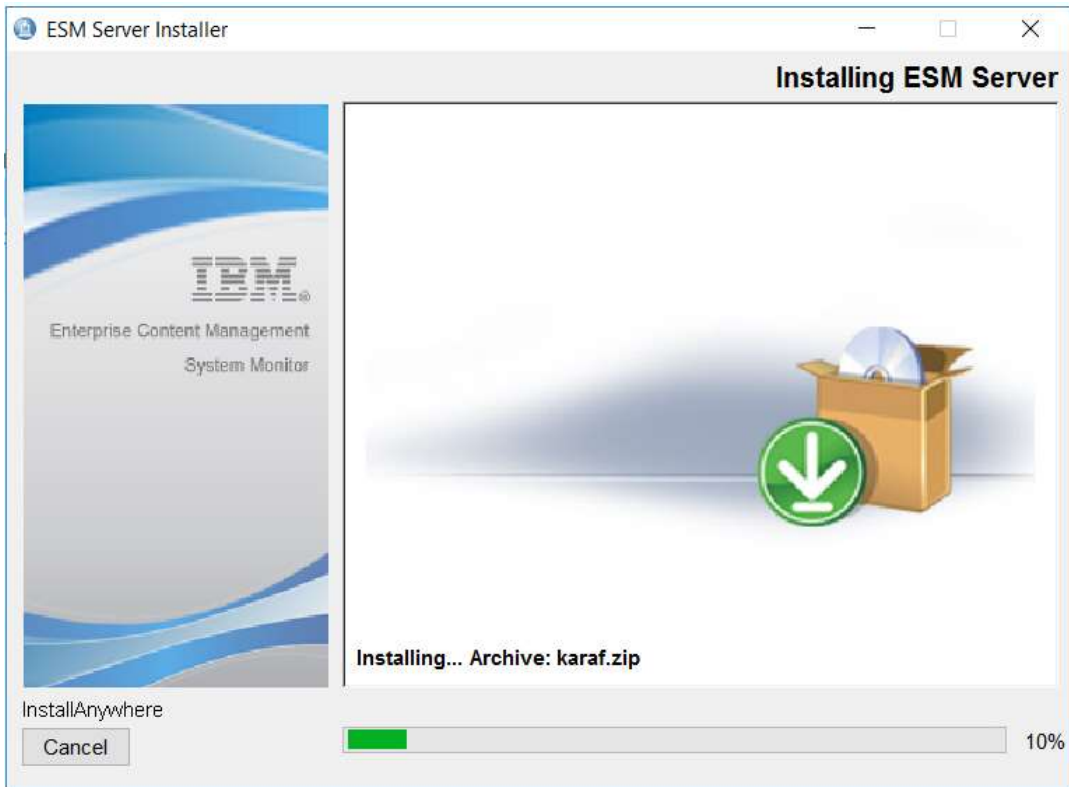 ESM Server Installer
Installing ESM Server
IBM®
Enterprise Content Management
System Monitor
Installing... Archive: karaf.zip
InstallAnywhere
Cancel
10%